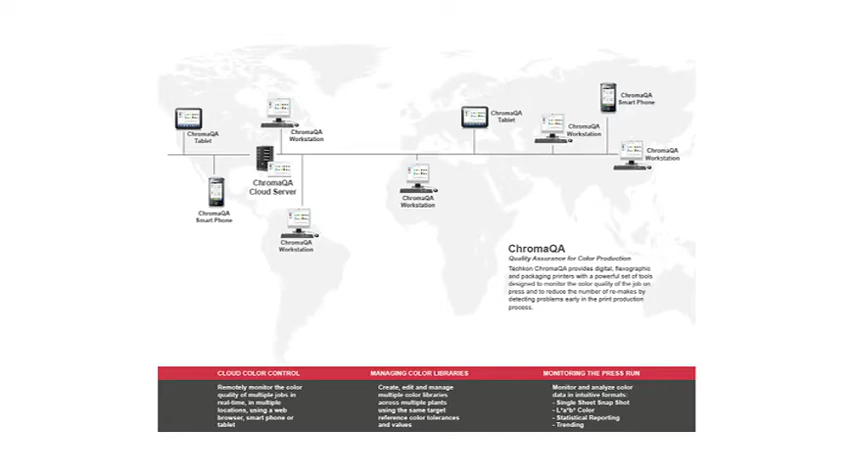 ChromaQA
Tablet
ChromaQA
Workstation
ChromaQA
Tablet
ChromaQA
Workstation
ChromaQA
Smart Phone
ChromaQA
Workstation
ChromaQA
Cloud Server
ChromaQA
Smart Phone
ChromaQA
Workstation
ChromaQA
Workstation
ChromaQA
Quality Assurance for Color Production
Techkon ChromaQA provides digital, flexographic
and packaging printers with a powerful set of tools
designed to monitor the color quality of the job on
press and to reduce the number of re-makes by
detecting problems early in the print production
process.
CLOUD COLOR CONTROL
Remotely monitor the color
quality of multiple jobs in
real-time, in multiple
locations, using a web
browser, smart phone or
tablet
MANAGING COLOR LIBRARIES
Create, edit and manage
multiple color libraries
across multiple plants
using the same target
reference color tolerances
and values
MONITORING THE PRESS RUN
Monitor and analyze color
data in intuitive formats:
- Single Sheet Snap Shot
- L*a*b* Color
- Statistical Reporting
- Trending